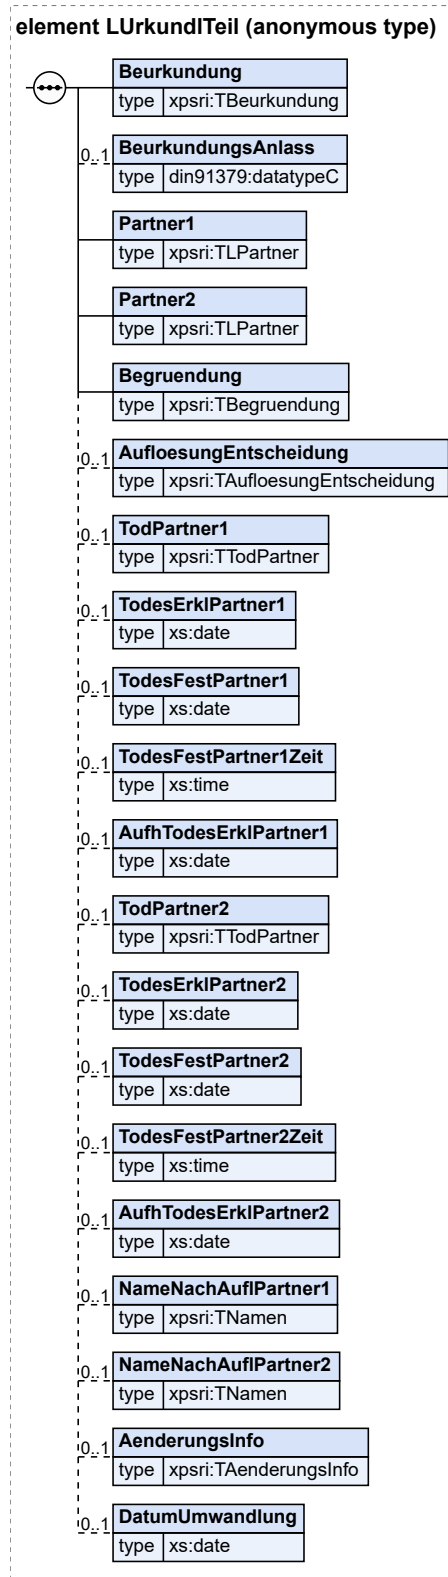 element LUrkundlTeil (anonymous type)
Beurkundung
type xpsri:TBeurkundung
0..1 BeurkundungsAnlass
type din91379:datatypeC
Partner1
type xpsri:TLPartner
Partner2
type xpsri:TLPartner
Begruendung
type xpsri:TBegruendung
0..1 AufloesungEntscheidung
type xpsri:TAufloesungEntscheidung
0..1 TodPartner1
type xpsri:TTodPartner
0..1 TodesErklPartner1
type xs:date
0..1 TodesFestPartner1
type xs:date
0..1 TodesFestPartner1Zeit
type xs:time
0..1 AufhTodesErklPartner1
type xs:date
0..1 TodPartner2
type xpsri:TTodPartner
0..1 TodesErklPartner2
type xs:date
0..1 TodesFestPartner2
type xs:date
0..1 TodesFestPartner2Zeit
type xs:time
0..1 AufhTodesErklPartner2
type xs:date
0..1 NameNachAuflPartner1
type xpsri:TNamen
0..1 NameNachAuflPartner2
type xpsri:TNamen
0..1 AenderungsInfo
type xpsri:TAenderungsInfo
0..1 DatumUmwandlung
type xs:date